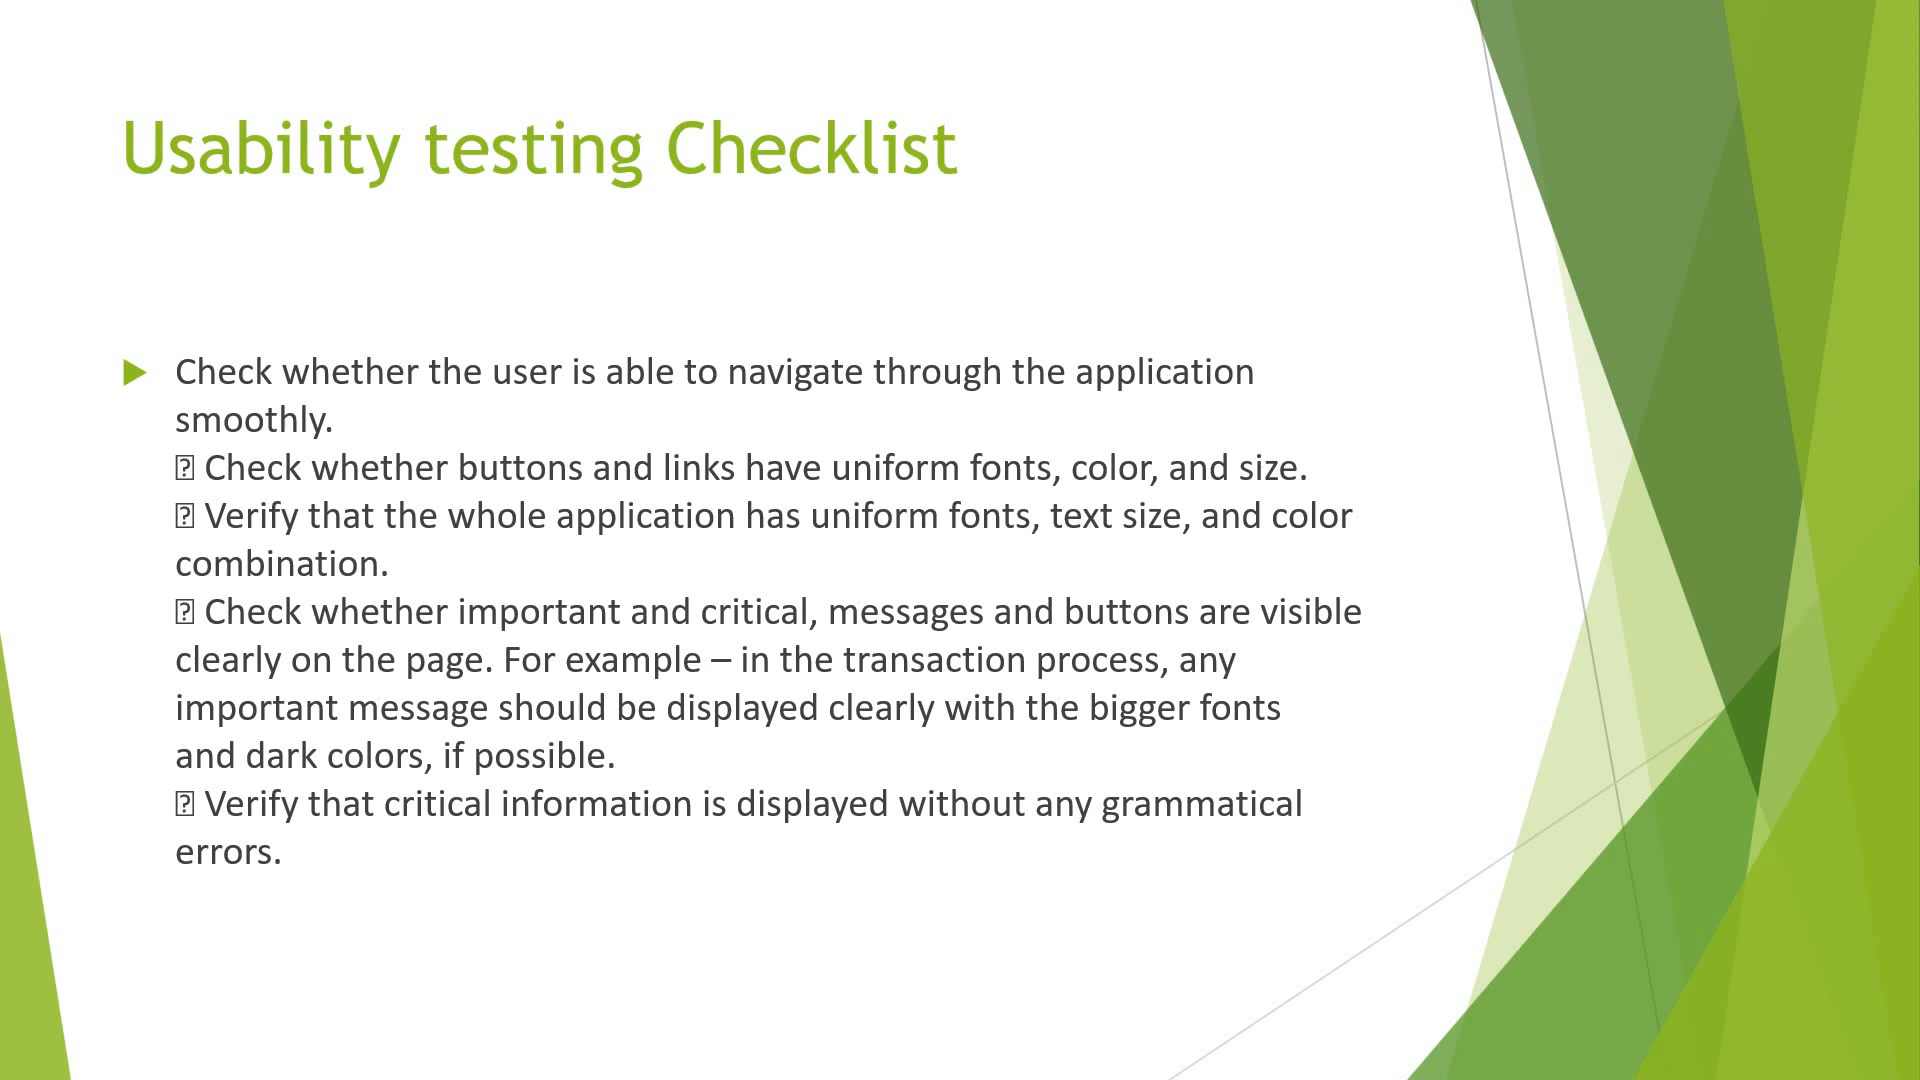 Usability testing Checklist
Check whether the user is able to navigate through the application
smoothly.
⍰ Check whether buttons and links have uniform fonts, color, and size.
⍰ Verify that the whole application has uniform fonts, text size, and color
combination.
⍰ Check whether important and critical, messages and buttons are visible
clearly on the page. For example – in the transaction process, any
important message should be displayed clearly with the bigger fonts
and dark colors, if possible.
⍰ Verify that critical information is displayed without any grammatical
errors.